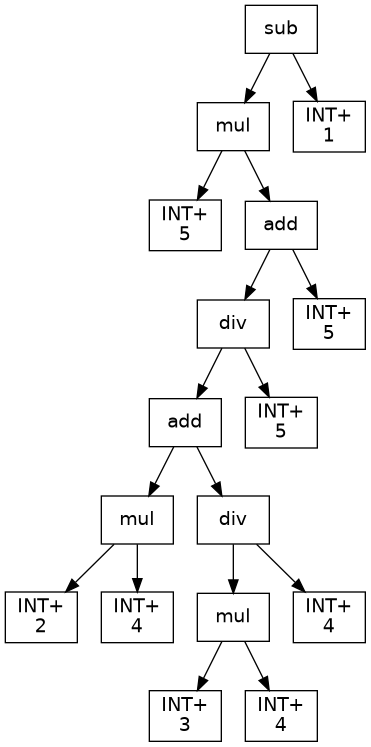 sub
mul
INT+
1
INT+
5
add
div
INT+
5
add
INT+
5
mul
div
INT+
2
INT+
4
mul
INT+
4
INT+
3
INT+
4